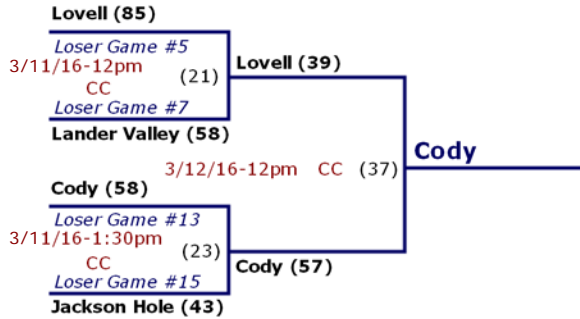 Lovell (85)
Loser Game #5
3/11/16-12pm (21)
CC
Loser Game #7
Lander Valley (58)
Lovell (39)
3/12/16-12pm CC (37)
Cody
Cody (58)
Loser Game #13
3/11/16-1:30pm (23)
CC
Loser Game #15
Jackson Hole (43)
Cody (57)